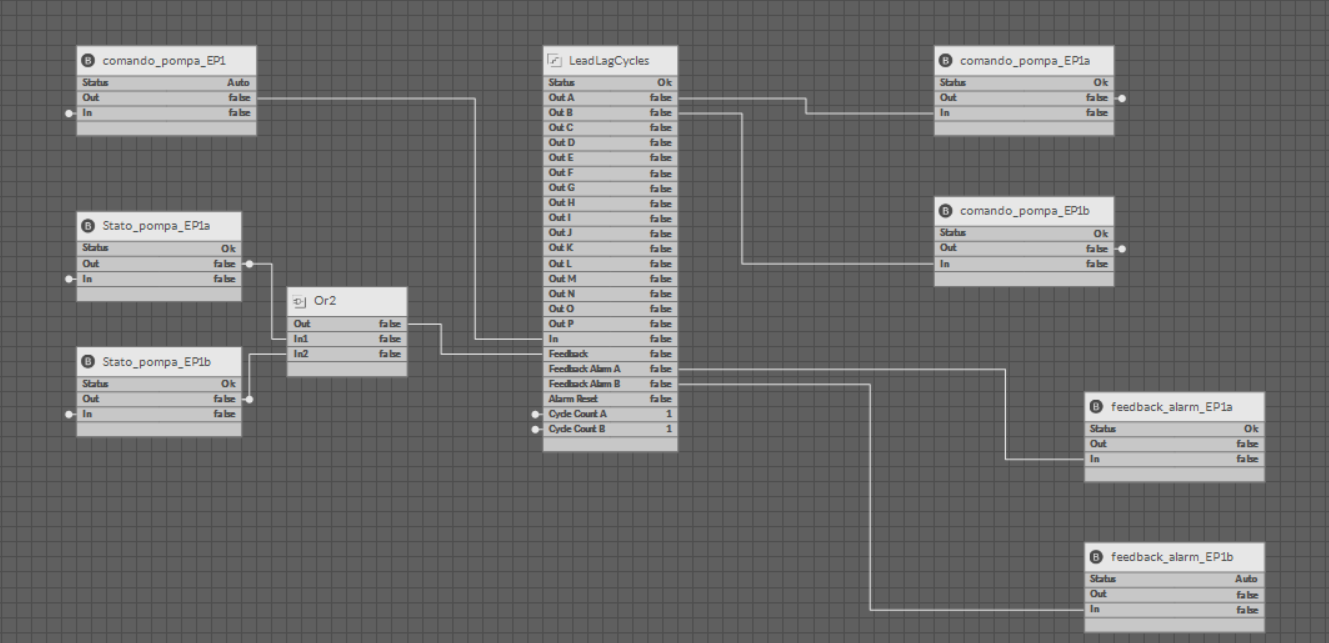 comando_pompa_EP1
Status Auto
Out false
In false
Stato_pompa_EP1a
Status Ok
Out false
In false
Stato_pompa_EP1b
Status Ok
Out false
In false
Or2
Out false
In1 false
In2 false
LeadLagCycles
Status Ok
Out A false
Out B false
Out C false
Out D false
Out E false
Out F false
Out G false
Out H false
Out I false
Out J false
Out K false
Out L false
Out M false
Out N false
Out O false
Out P false
In false
Feedback false
Feedback Alarm A false
Feedback Alarm B false
Alarm Reset false
Cycle Count A 1
Cycle Count B 1
comando_pompa_EP1a
Status Ok
Out false
In false
comando_pompa_EP1b
Status Ok
Out false
In false
feedback_alarm_EP1a
Status Ok
Out false
In false
feedback_alarm_EP1b
Status Auto
Out false
In false